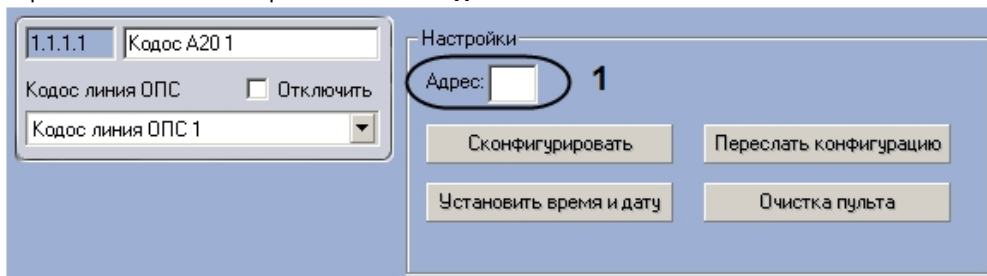 1.1.1.1 Кодос А20 1
Кодос линия ОПС Отключить
Кодос линия ОПС 1
Настройки
Адрес: 1
Сконфигурировать Переслать конфигурацию
Установить время и дату Очистка пульта